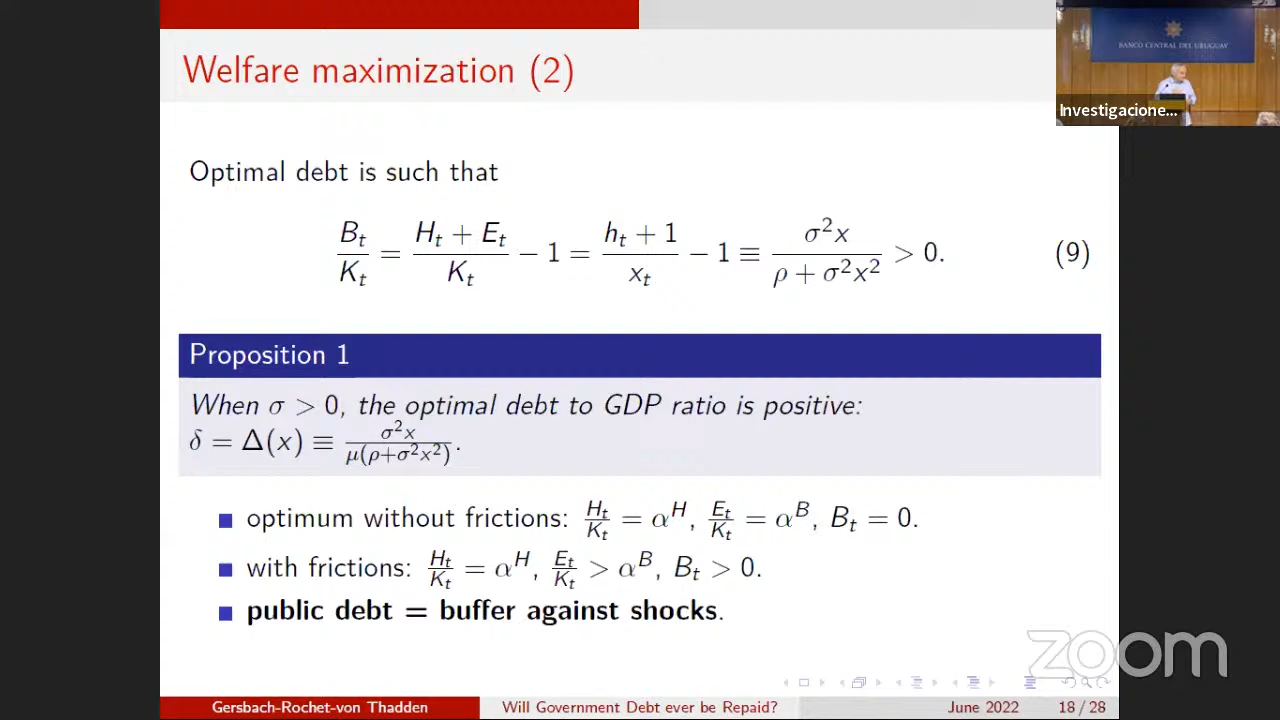 Welfare maximization (2)
BANCO CENTRAL DEL URUGUAY
Investigacione...
Optimal debt is such that
B_t/K_t = (H_t + E_t)/K_t − 1 = (h_t + 1)/x_t − 1 ≡ σ²x/(ρ + σ²x²) > 0. (9)
Proposition 1
When σ > 0, the optimal debt to GDP ratio is positive:
δ = Δ(x) ≡ σ²x/(μ(ρ+σ²x²)).
optimum without frictions: H_t/K_t = α^H, E_t/K_t = α^B, B_t = 0.
with frictions: H_t/K_t = α^H, E_t/K_t > α^B, B_t > 0.
public debt = buffer against shocks.
zoom
Gersbach-Rochet-von Thadden Will Government Debt ever be Repaid? June 2022 18 / 28